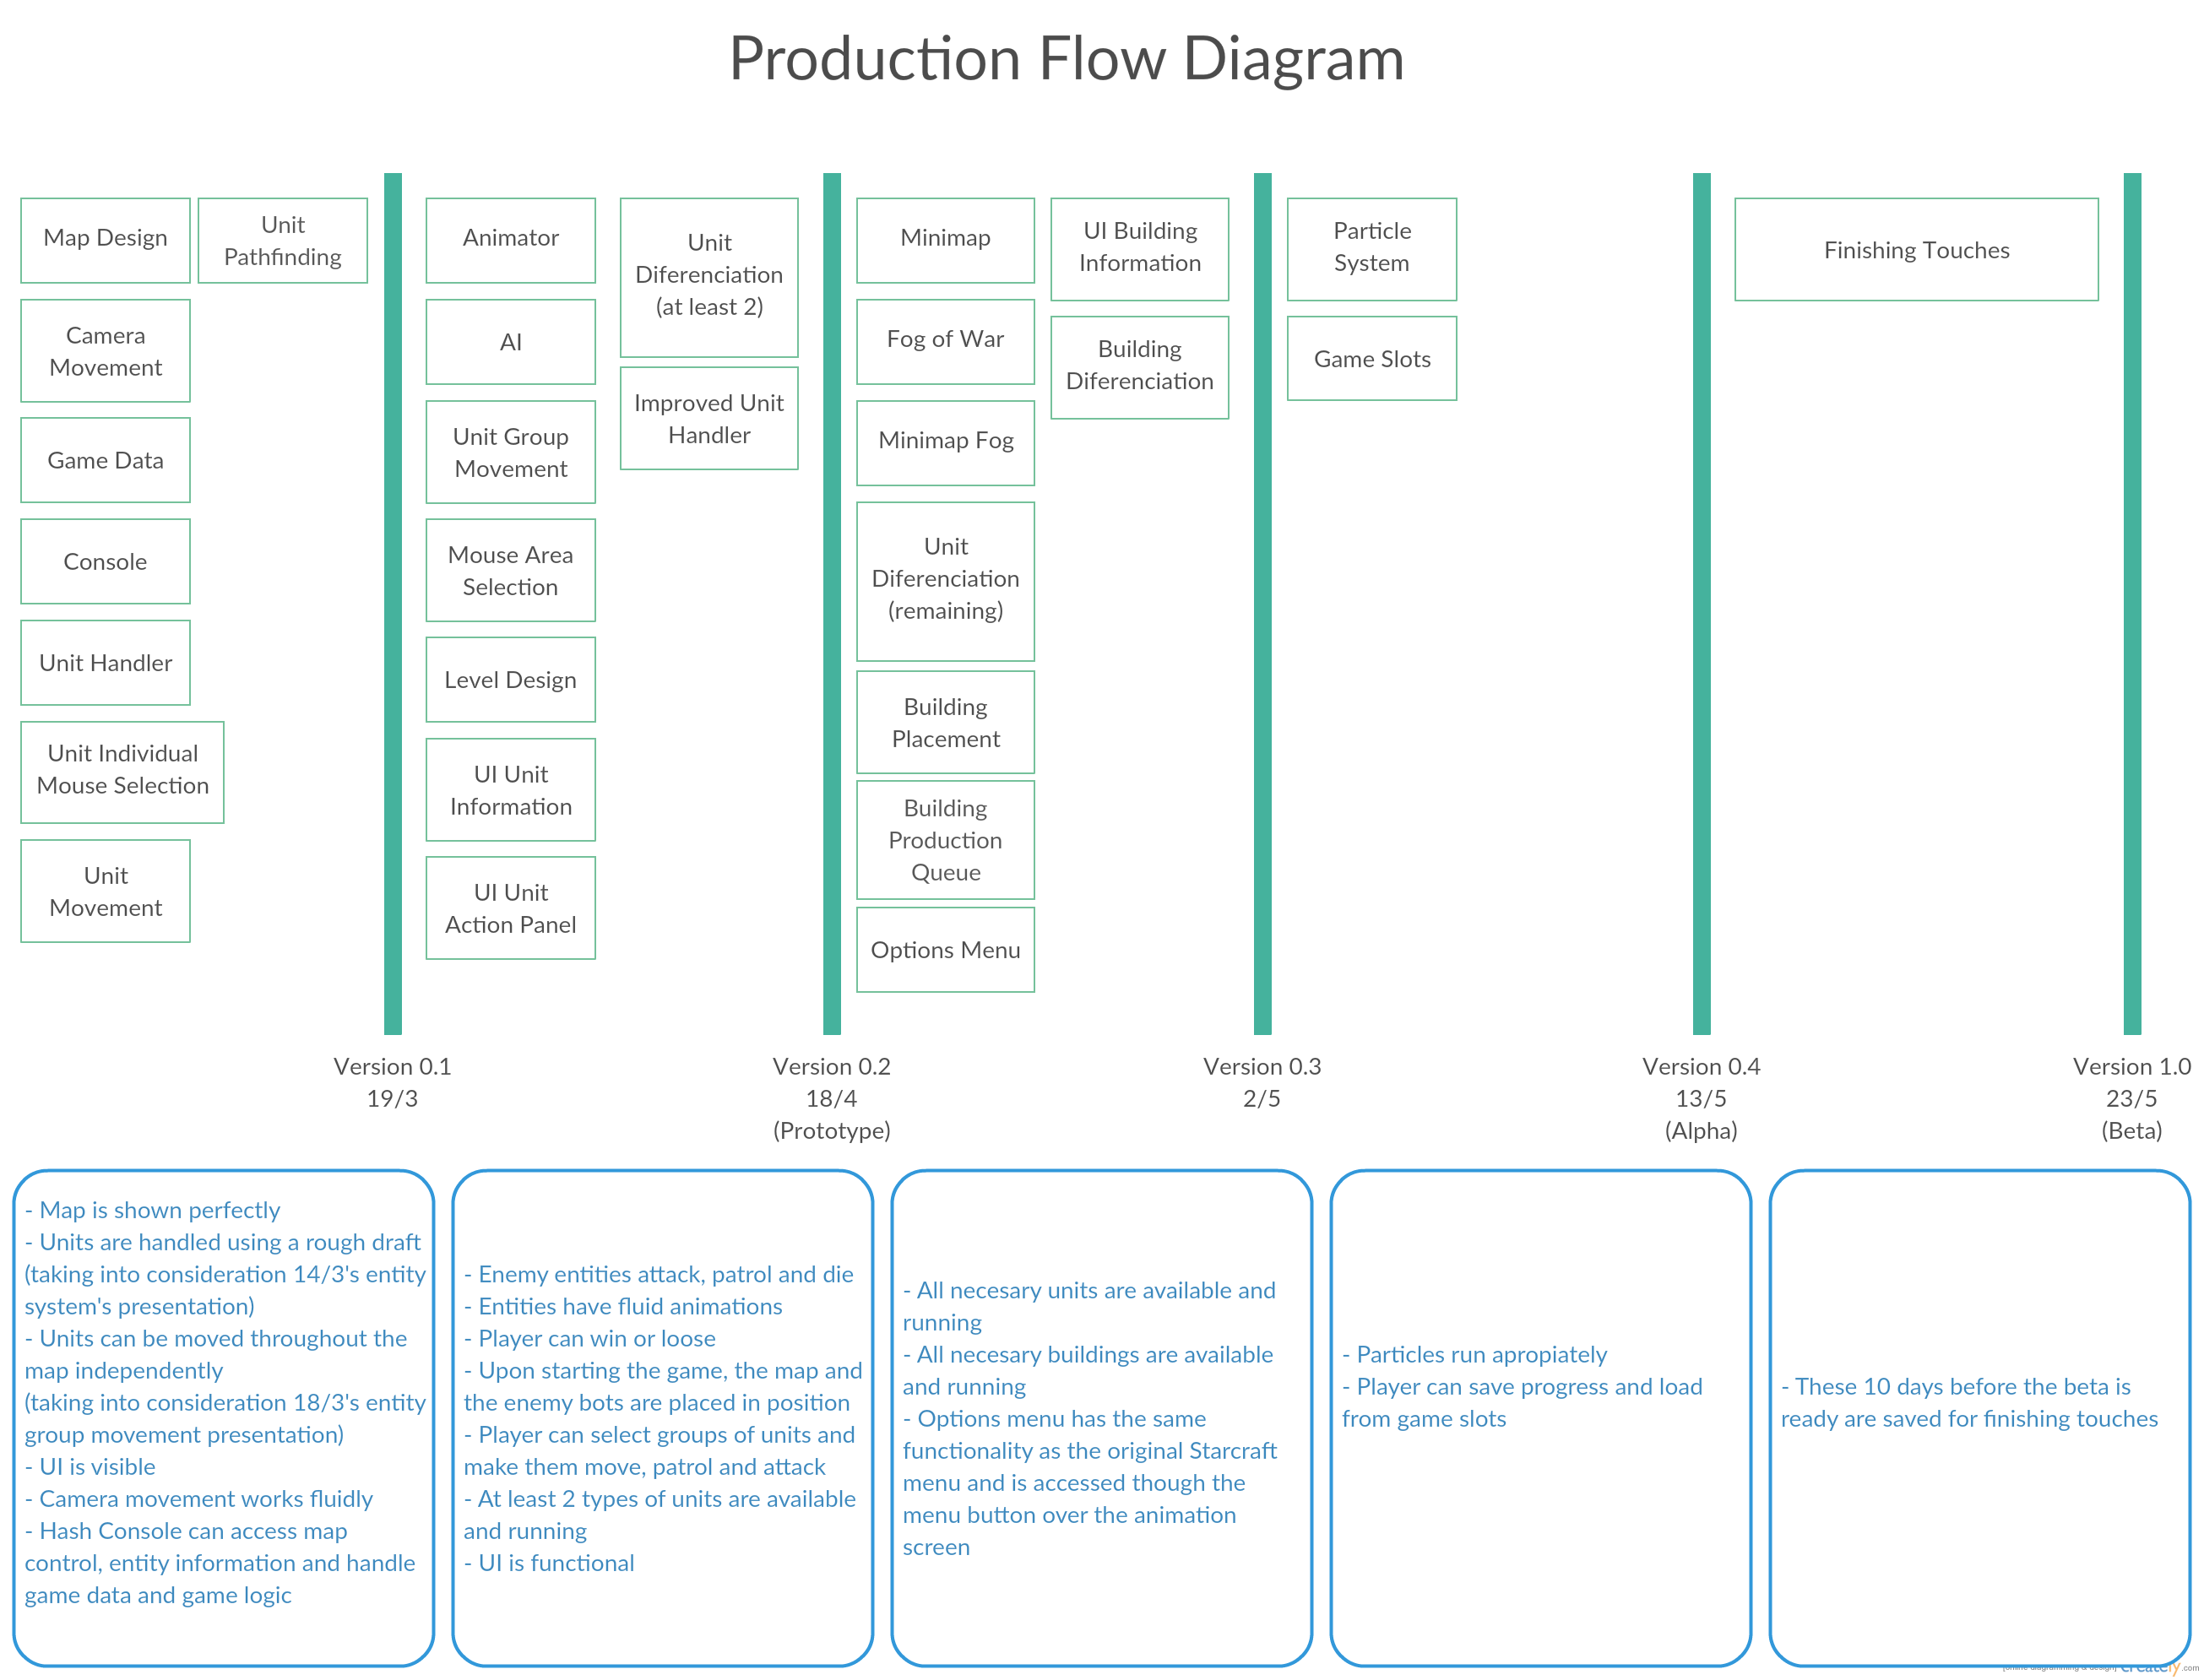 Production Flow Diagram
Map Design
Unit
Pathfinding
Camera
Movement
Game Data
Console
Unit Handler
Unit Individual
Mouse Selection
Unit
Movement
Animator
AI
Unit Group
Movement
Mouse Area
Selection
Level Design
UI Unit
Information
UI Unit
Action Panel
Unit
Diferenciation
(at least 2)
Improved Unit
Handler
Minimap
Fog of War
Minimap Fog
Unit
Diferenciation
(remaining)
Building
Placement
Building
Production
Queue
Options Menu
UI Building
Information
Building
Diferenciation
Particle
System
Game Slots
Finishing Touches
Version 0.1
19/3
Version 0.2
18/4
(Prototype)
Version 0.3
2/5
Version 0.4
13/5
(Alpha)
Version 1.0
23/5
(Beta)
- Map is shown perfectly
- Units are handled using a rough draft
(taking into consideration 14/3's entity
system's presentation)
- Units can be moved throughout the
map independently
(taking into consideration 18/3's entity
group movement presentation)
- UI is visible
- Camera movement works fluidly
- Hash Console can access map
control, entity information and handle
game data and game logic
- Enemy entities attack, patrol and die
- Entities have fluid animations
- Player can win or loose
- Upon starting the game, the map and
the enemy bots are placed in position
- Player can select groups of units and
make them move, patrol and attack
- At least 2 types of units are available
and running
- UI is functional
- All necesary units are available and
running
- All necesary buildings are available
and running
- Options menu has the same
functionality as the original Starcraft
menu and is accessed though the
menu button over the animation
screen
- Particles run apropiately
- Player can save progress and load
from game slots
- These 10 days before the beta is
ready are saved for finishing touches
[online diagramming & design] creately.com